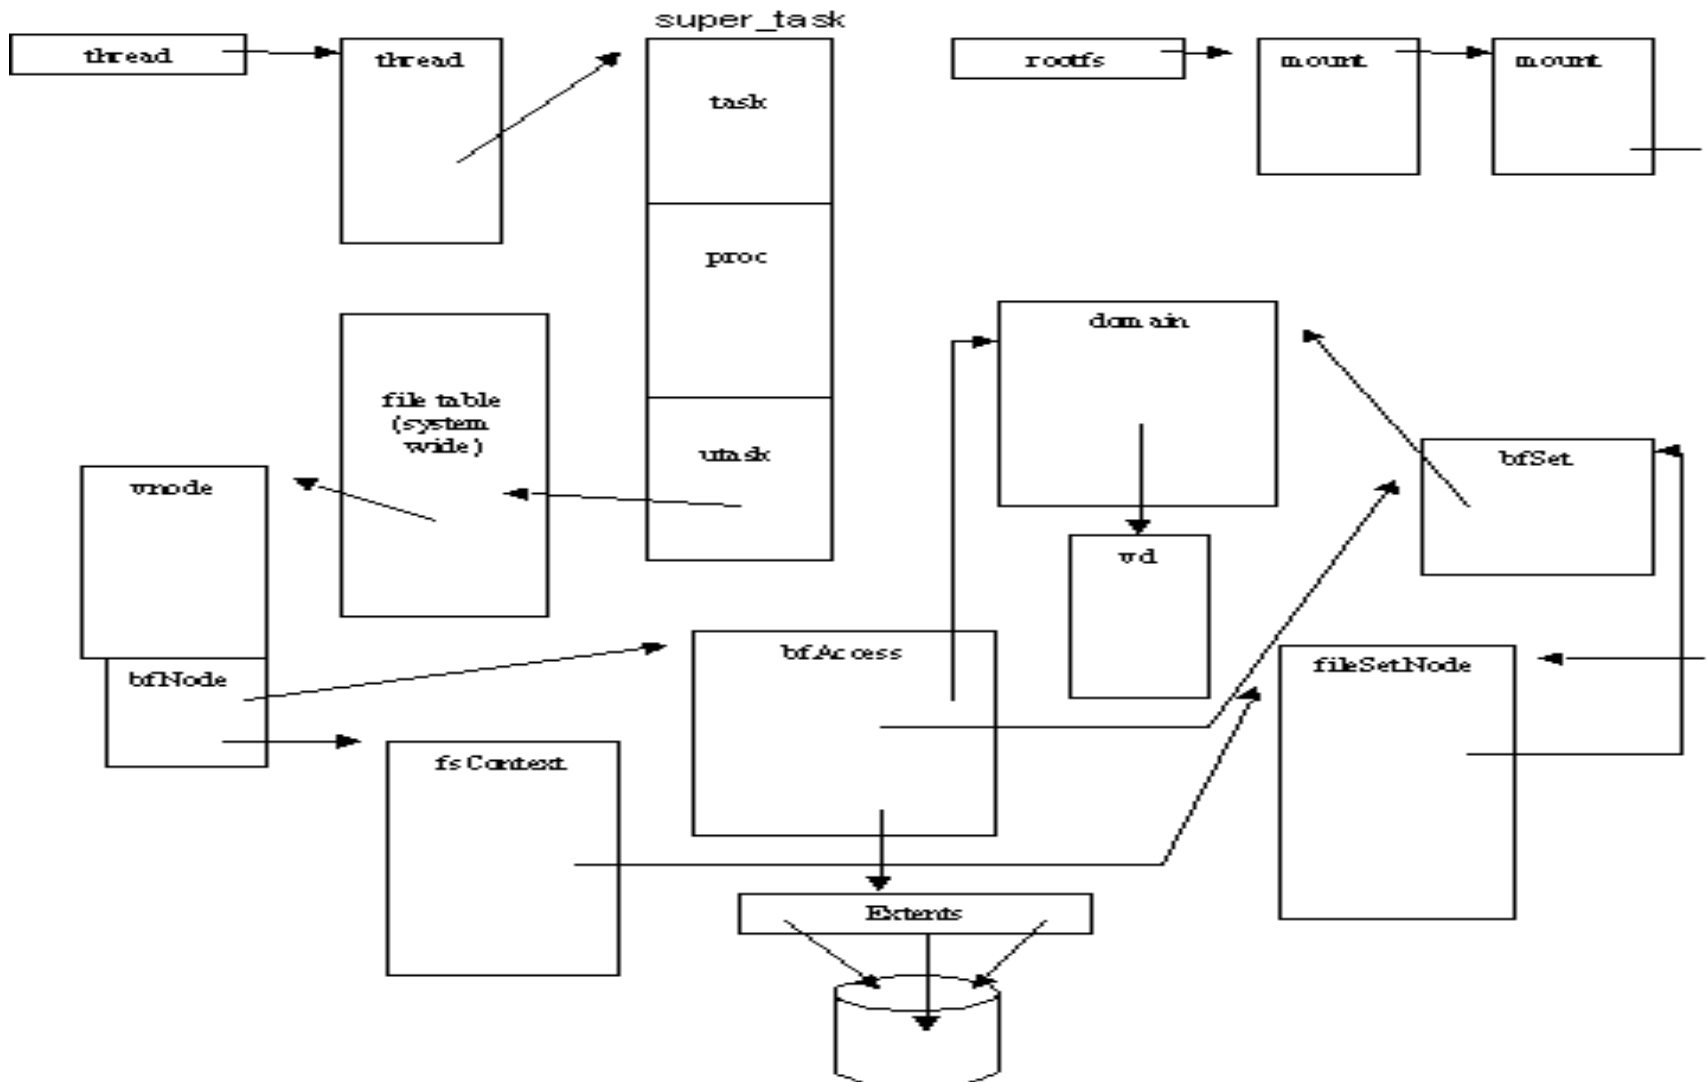 super_task
thread
thread
task
proc
utask
rootfs
mount
mount
file table
(system
wide)
vnode
bfNode
fsContext
domain
vd
bfSet
bfAccess
fileSetNode
Extents